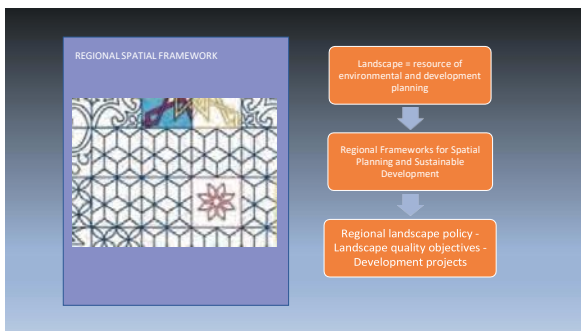 REGIONAL SPATIAL FRAMEWORK
Landscape = resource of
environmental and development
planning
Regional Frameworks for Spatial
Planning and Sustainable
Development
Regional landscape policy -
Landscape quality objectives -
Development projects